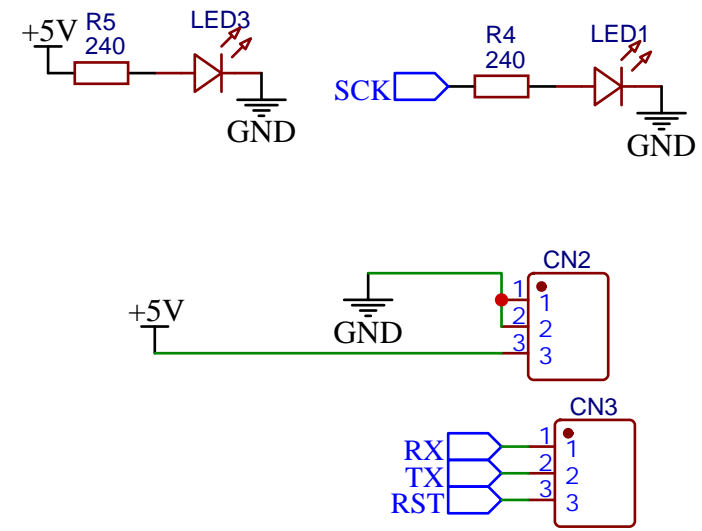 +5V
R5
240
LED3
GND
SCK
R4
240
LED1
GND
+5V
GND
CN2
1 1
2 2
3 3
CN3
RX 1 1
TX 2 2
RST 3 3